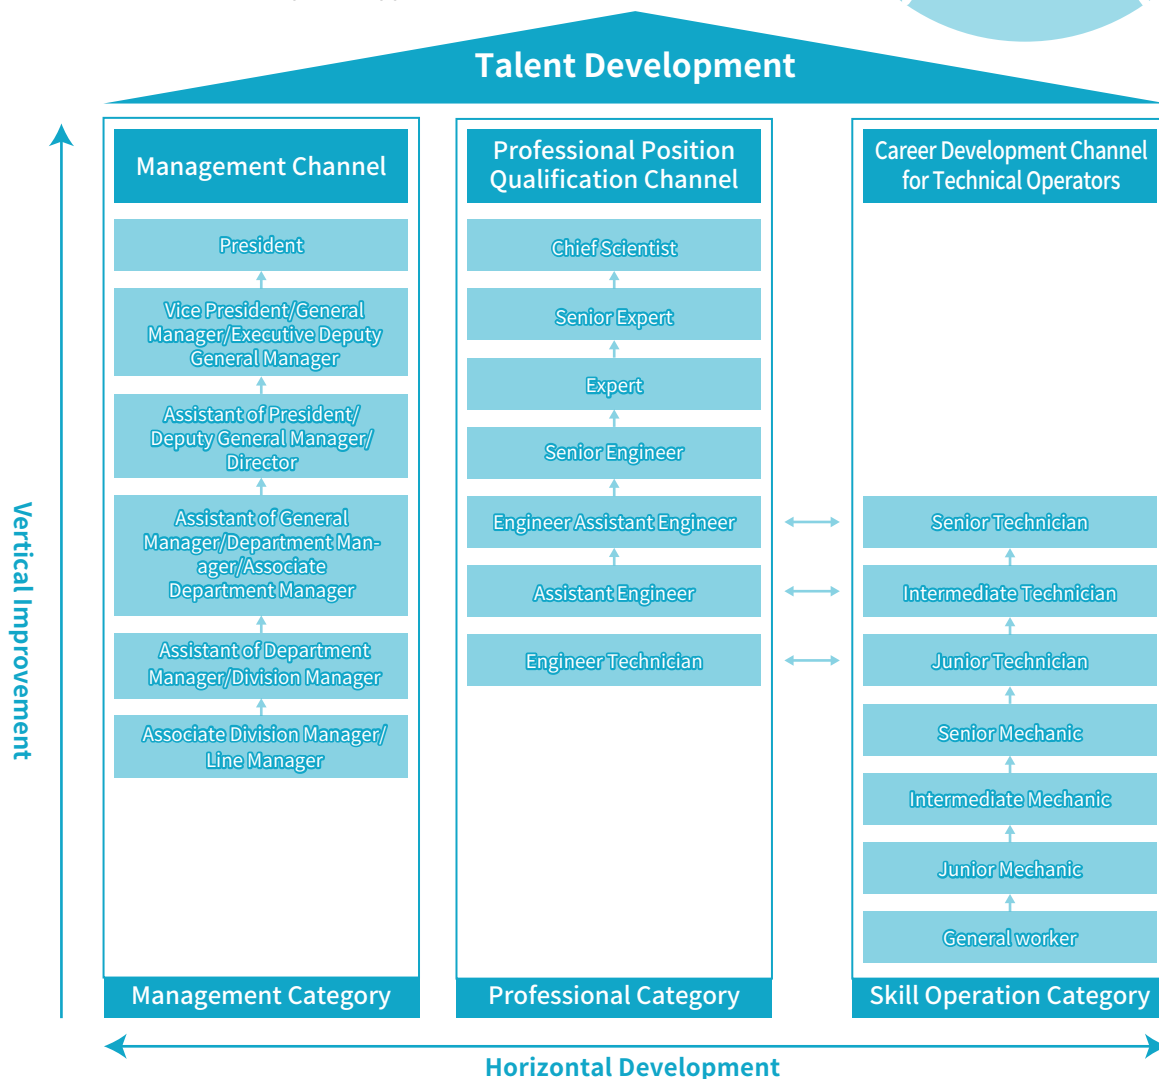 Talent Development
Vertical Improvement
Management Channel
President
Vice President/General
Manager/Executive Deputy
General Manager
Assistant of President/
Deputy General Manager/
Director
Assistant of General
Manager/Department Man-
ager/Associate
Department Manager
Assistant of Department
Manager/Division Manager
Associate Division Manager/
Line Manager
Management Category
Professional Position
Qualification Channel
Chief Scientist
Senior Expert
Expert
Senior Engineer
Engineer Assistant Engineer
Assistant Engineer
Engineer Technician
Professional Category
Career Development Channel
for Technical Operators
Senior Technician
Intermediate Technician
Junior Technician
Senior Mechanic
Intermediate Mechanic
Junior Mechanic
General worker
Skill Operation Category
Horizontal Development